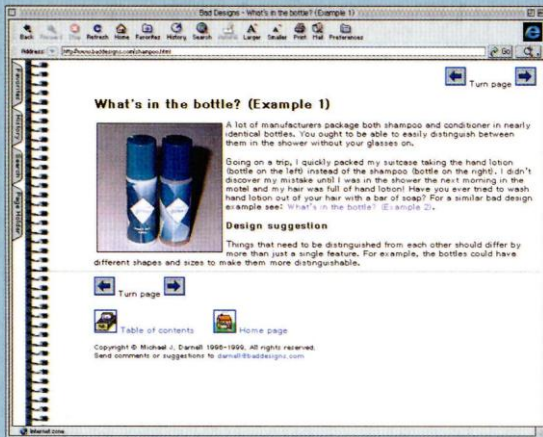 Bad Designs - What's in the bottle? (Example 1)
Back Forward Stop Refresh Home Favorites History Search Larger Smaller Print Mail Preferences
Address http://www.baddesigns.com/shampoo.html Go
Favorites
History
Search
Page Holder
Turn page
What's in the bottle? (Example 1)
A lot of manufacturers package both shampoo and conditioner in nearly
identical bottles. You ought to be able to easily distinguish between
them in the shower without your glasses on.
Going on a trip, I quickly packed my suitcase taking the hand lotion
(bottle on the left) instead of the shampoo (bottle on the right). I didn't
discover my mistake until I was in the shower the next morning in the
motel and my hair was full of hand lotion! Have you ever tried to wash
hand lotion out of your hair with a bar of soap? For a similar bad design
example see: What's in the bottle? (Example 2).
Design suggestion
Things that need to be distinguished from each other should differ by
more than just a single feature. For example, the bottles could have
different shapes and sizes to make them more distinguishable.
Turn page
Table of contents Home page
Copyright © Michael J. Darnell 1996-1999. All rights reserved.
Send comments or suggestions to darnell@baddesigns.com
Internet zone